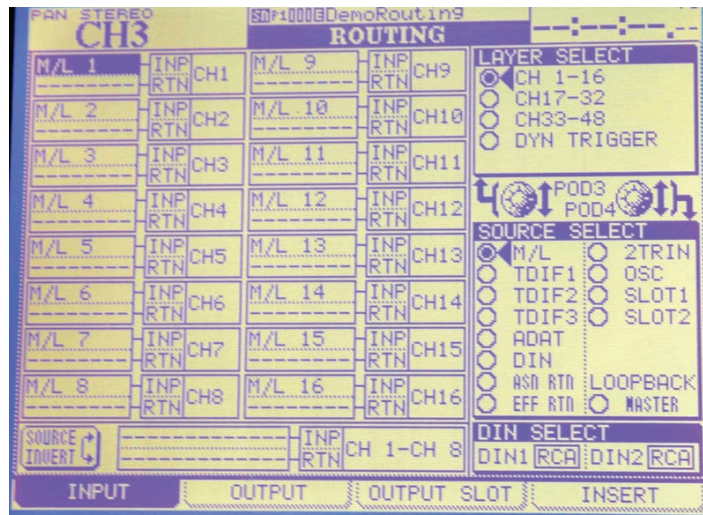 PAN STEREO
CH3
DemoRouting
ROUTING
--:--:--.--
M/L 1 INP RTN CH1
M/L 2 INP RTN CH2
M/L 3 INP RTN CH3
M/L 4 INP RTN CH4
M/L 5 INP RTN CH5
M/L 6 INP RTN CH6
M/L 7 INP RTN CH7
M/L 8 INP RTN CH8
M/L 9 INP RTN CH9
M/L 10 INP RTN CH10
M/L 11 INP RTN CH11
M/L 12 INP RTN CH12
M/L 13 INP RTN CH13
M/L 14 INP RTN CH14
M/L 15 INP RTN CH15
M/L 16 INP RTN CH16
SOURCE INVERT
INP RTN CH 1-CH 8
LAYER SELECT
CH 1-16
CH17-32
CH33-48
DYN TRIGGER
POD3
POD4
SOURCE SELECT
M/L
TDIF1
TDIF2
TDIF3
ADAT
DIN
ASN RTN
EFF RTN
2TRIN
OSC
SLOT1
SLOT2
LOOPBACK
MASTER
DIN SELECT
DIN1 RCA DIN2 RCA
INPUT OUTPUT OUTPUT SLOT INSERT